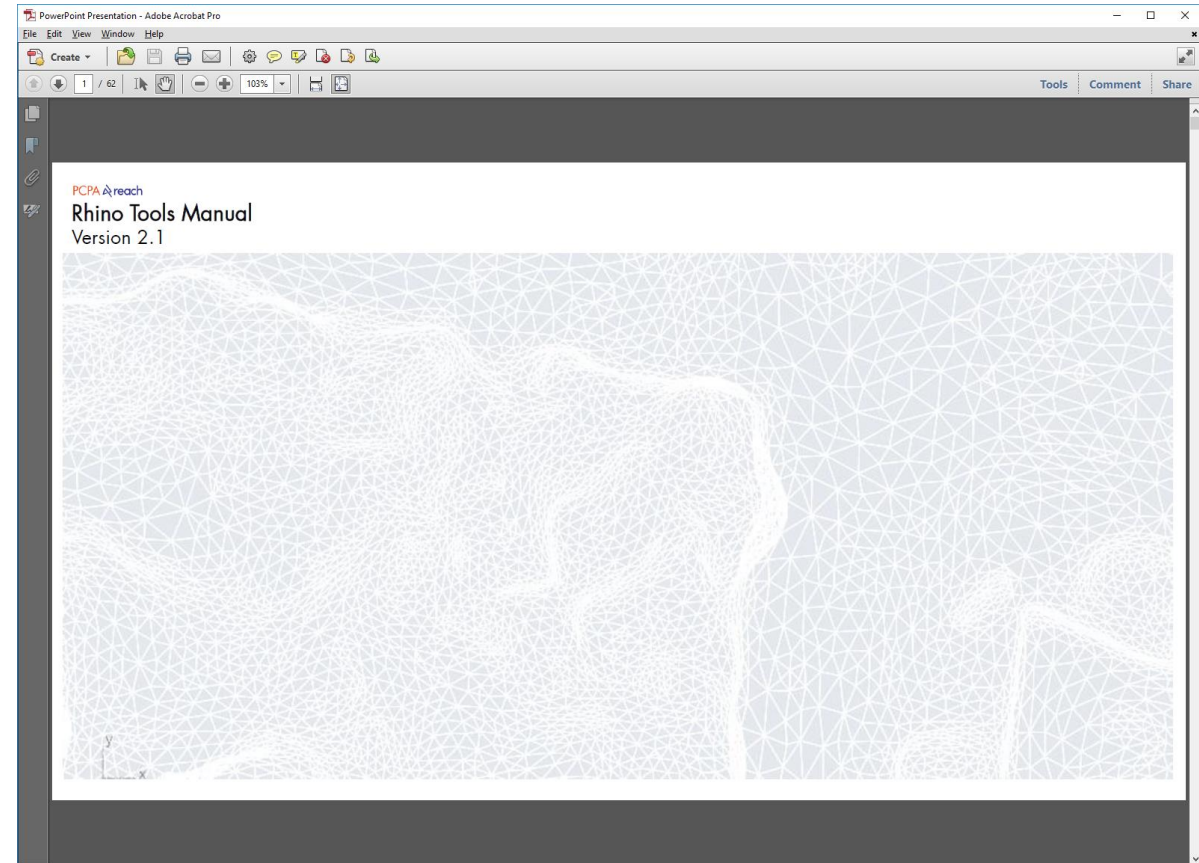 PowerPoint Presentation - Adobe Acrobat Pro
File Edit View Window Help
Create
1 / 62 103% Tools Comment Share
PCPA reach
Rhino Tools Manual
Version 2.1
y
x